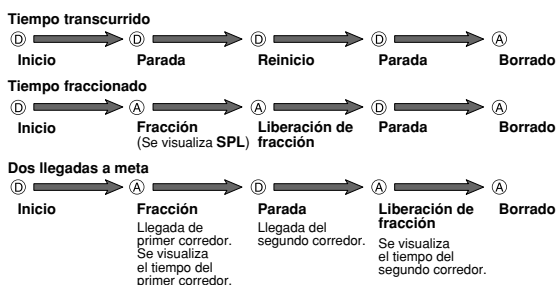 Tiempo transcurrido
D D D D A
Inicio Parada Reinicio Parada Borrado
Tiempo fraccionado
D A A D A
Inicio Fracción Liberación de Parada Borrado
(Se visualiza SPL) fracción
Dos llegadas a meta
D A D A A
Inicio Fracción Parada Liberación de Borrado
fracción
Llegada de primer corredor.
Se visualiza
el tiempo del
primer corredor.
Llegada del
segundo corredor.
Se visualiza
el tiempo del
segundo corredor.